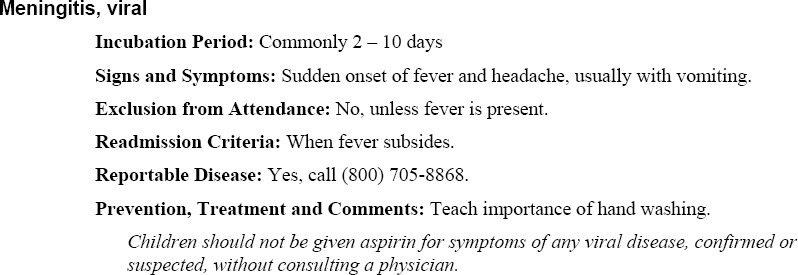 Meningitis, viral
Incubation Period: Commonly 2 – 10 days
Signs and Symptoms: Sudden onset of fever and headache, usually with vomiting.
Exclusion from Attendance: No, unless fever is present.
Readmission Criteria: When fever subsides.
Reportable Disease: Yes, call (800) 705-8868.
Prevention, Treatment and Comments: Teach importance of hand washing.
Children should not be given aspirin for symptoms of any viral disease, confirmed or
suspected, without consulting a physician.